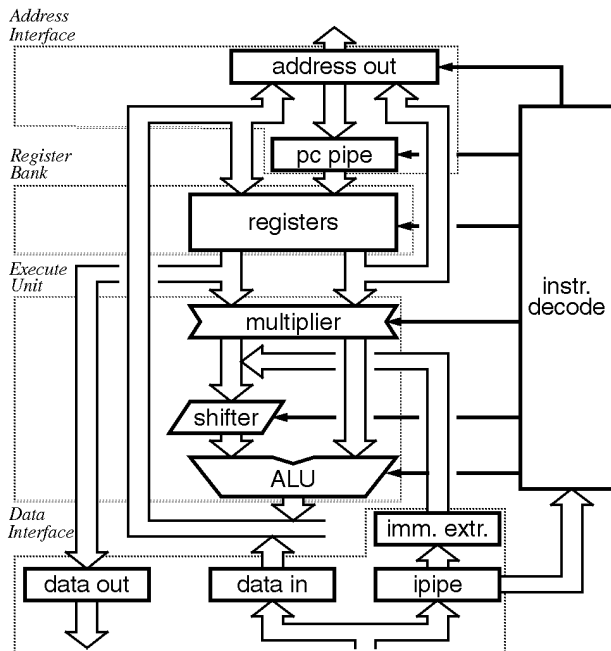 Address
Interface
address out
pc pipe
Register
Bank
registers
Execute
Unit
instr.
decode
multiplier
shifter
ALU
Data
Interface
imm. extr.
data out
data in
ipipe